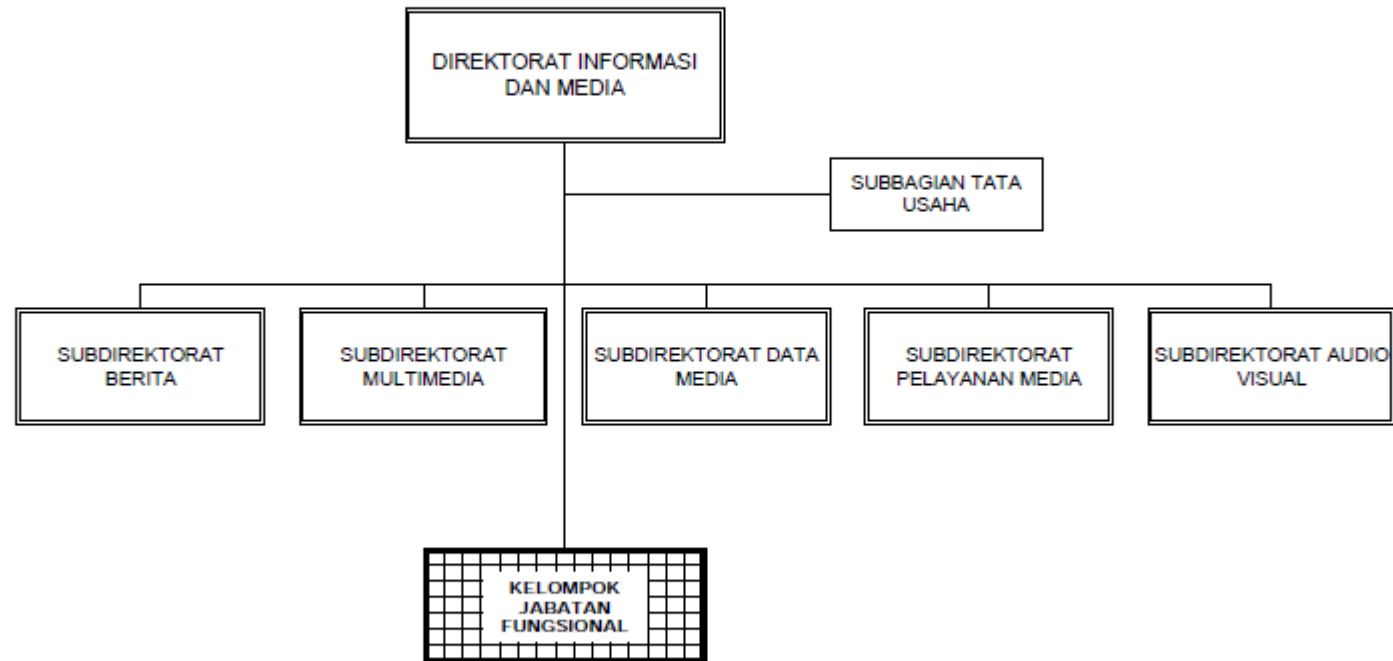 DIREKTORAT INFORMASI
DAN MEDIA
SUBBAGIAN TATA
USAHA
SUBDIREKTORAT
BERITA
SUBDIREKTORAT
MULTIMEDIA
SUBDIREKTORAT DATA
MEDIA
SUBDIREKTORAT
PELAYANAN MEDIA
SUBDIREKTORAT AUDIO
VISUAL
KELOMPOK
JABATAN
FUNGSIONAL